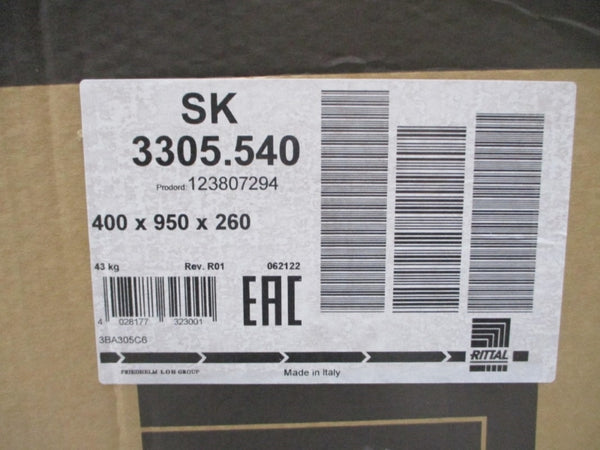 SK
3305.540
Prodord: 123807294
400 x 950 x 260
43 kg Rev. R01 062122
EAC
4 028177 323001
3BA305C6
FRIEDHELM LOH GROUP
Made in Italy
RITTAL